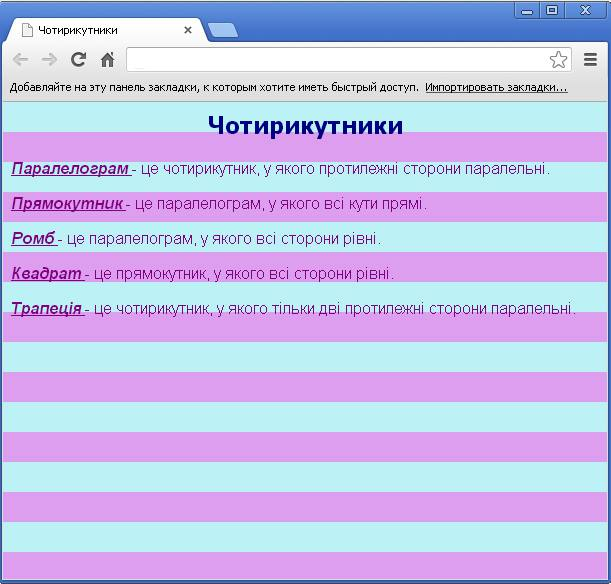 Чотирикутники
Добавляйте на эту панель закладки, к которым хотите иметь быстрый доступ. Импортировать закладки...
Чотирикутники
Паралелограм - це чотирикутник, у якого протилежні сторони паралельні.
Прямокутник - це паралелограм, у якого всі кути прямі.
Ромб - це паралелограм, у якого всі сторони рівні.
Квадрат - це прямокутник, у якого всі сторони рівні.
Трапеція - це чотирикутник, у якого тільки дві протилежні сторони паралельні.